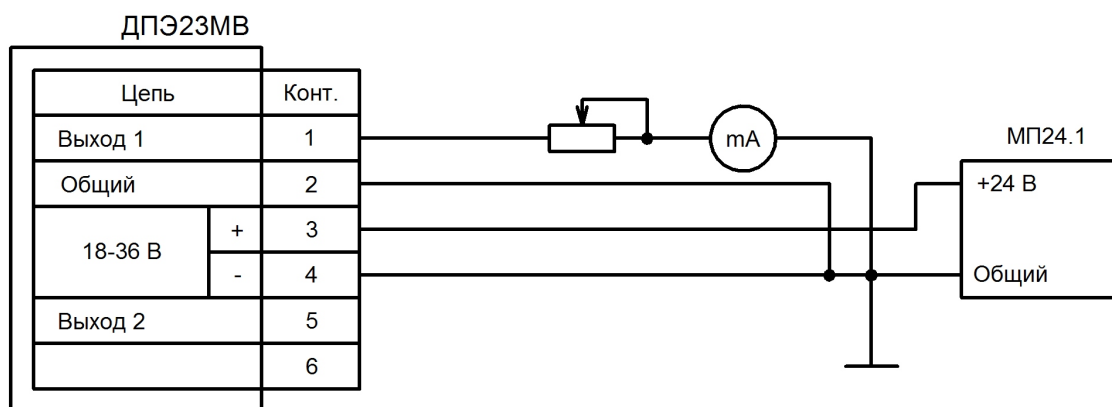 ДПЭ23МВ
Цепь Конт.
Выход 1 1
mA
МП24.1
Общий 2
+24 В
18-36 В + 3
- 4
Общий
Выход 2 5
6